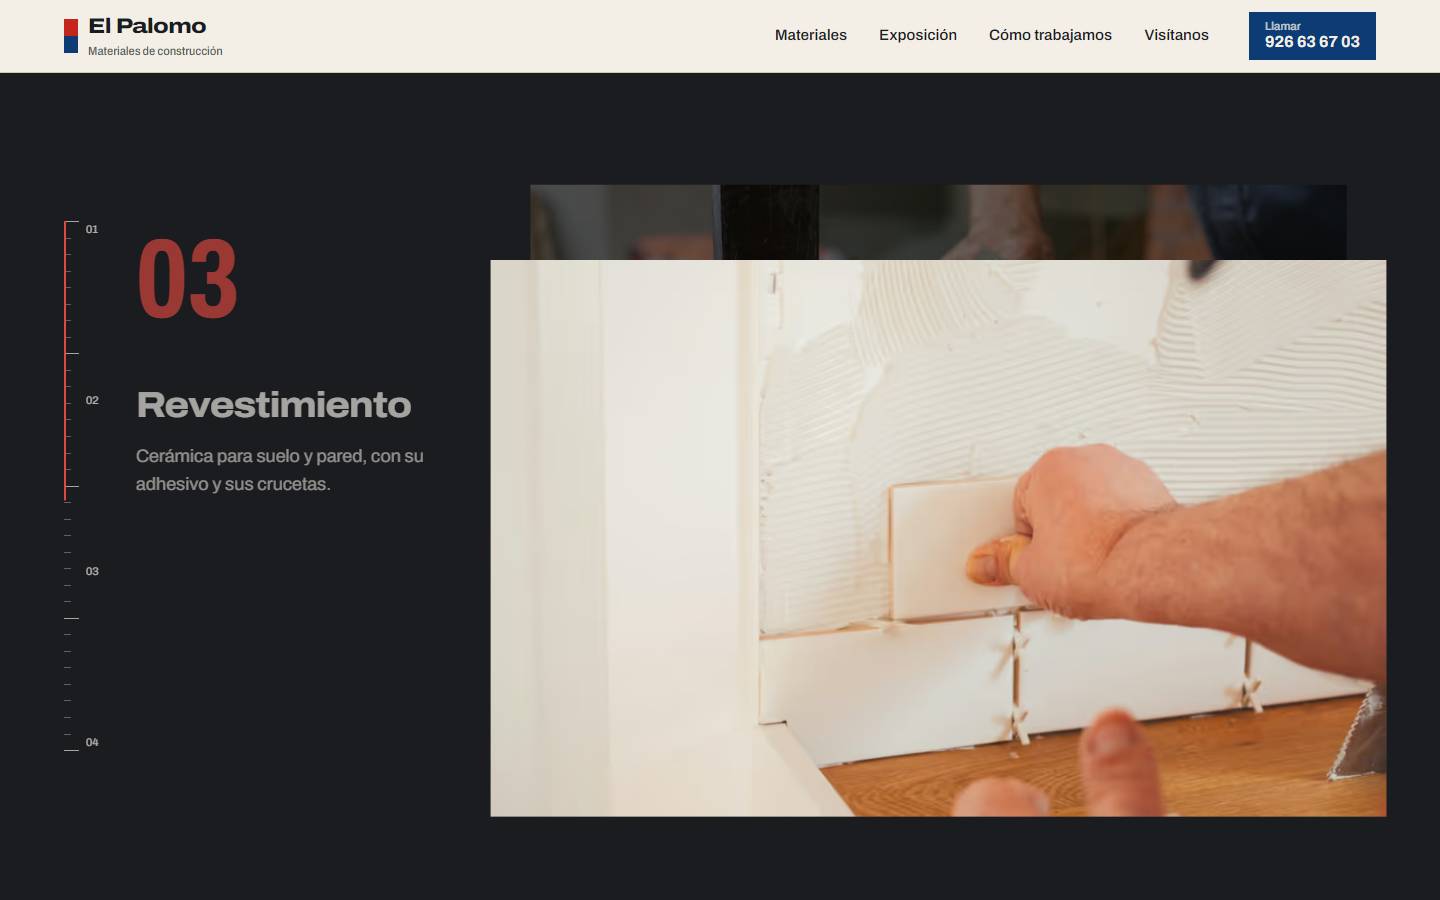 El Palomo
Materiales de construcción
Materiales
Exposición
Cómo trabajamos
Visítanos
Llamar
926 63 67 03
01
02
03
04
03
Revestimiento
Cerámica para suelo y pared, con su
adhesivo y sus crucetas.